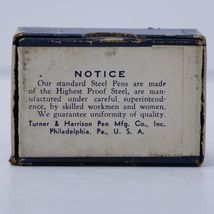 NOTICE
Our standard Steel Pens are made
of the Highest Proof Steel, are man-
ufactured under careful superintend-
ence, by skilled workmen and women.
We guarantee uniformity of quality.
Turner & Harrison Pen Mfg. Co., Inc.
Philadelphia, Pa., U. S. A.